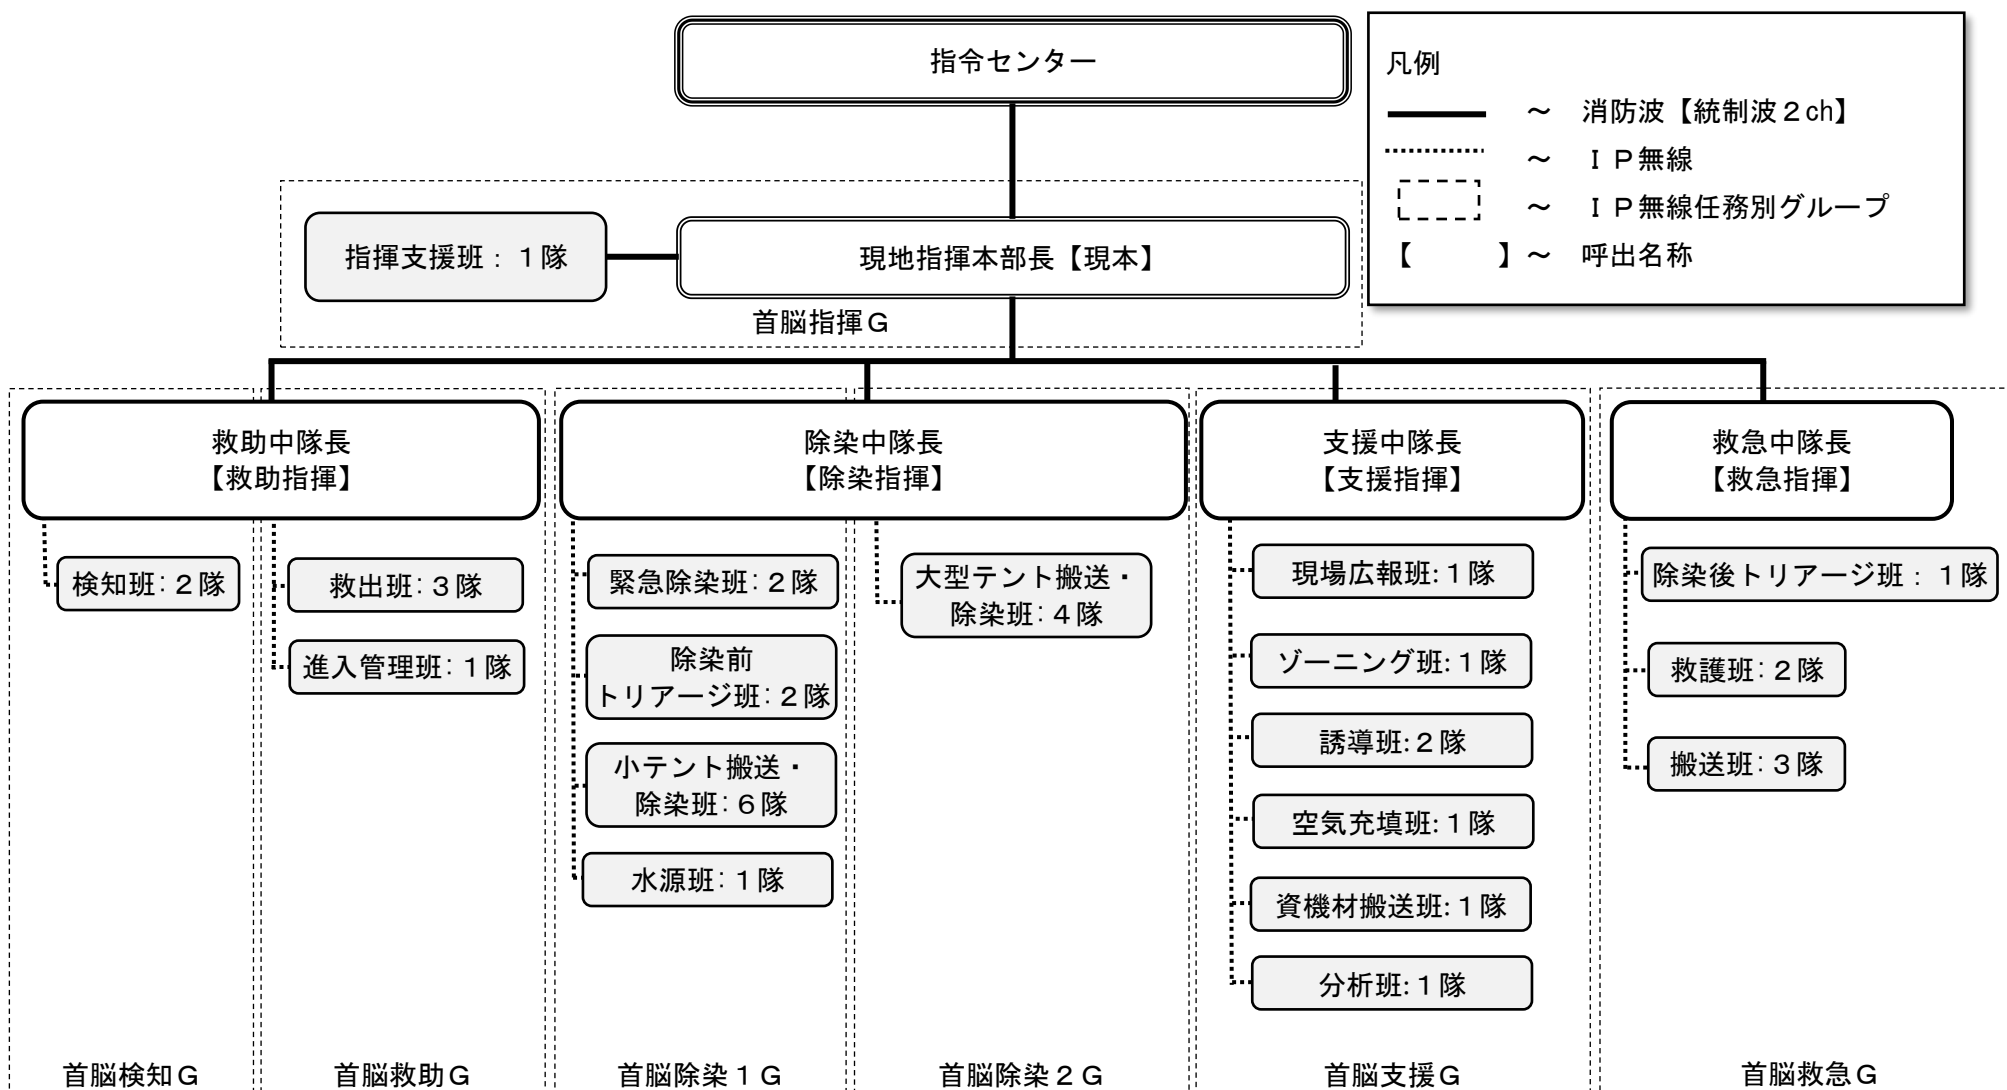 指令センター
凡例
～ 消防波【統制波２ch】
～ ＩＰ無線
～ ＩＰ無線任務別グループ
【　　】～ 呼出名称
指揮支援班：１隊
現地指揮本部長【現本】
首脳指揮Ｇ
救助中隊長
【救助指揮】
検知班：２隊
救出班：３隊
進入管理班：１隊
除染中隊長
【除染指揮】
緊急除染班：２隊
除染前
トリアージ班：２隊
小テント搬送・
除染班：６隊
水源班：１隊
大型テント搬送・
除染班：４隊
支援中隊長
【支援指揮】
現場広報班：１隊
ゾーニング班：１隊
誘導班：２隊
空気充填班：１隊
資機材搬送班：１隊
分析班：１隊
救急中隊長
【救急指揮】
除染後トリアージ班：１隊
救護班：２隊
搬送班：３隊
首脳検知Ｇ
首脳救助Ｇ
首脳除染１Ｇ
首脳除染２Ｇ
首脳支援Ｇ
首脳救急Ｇ